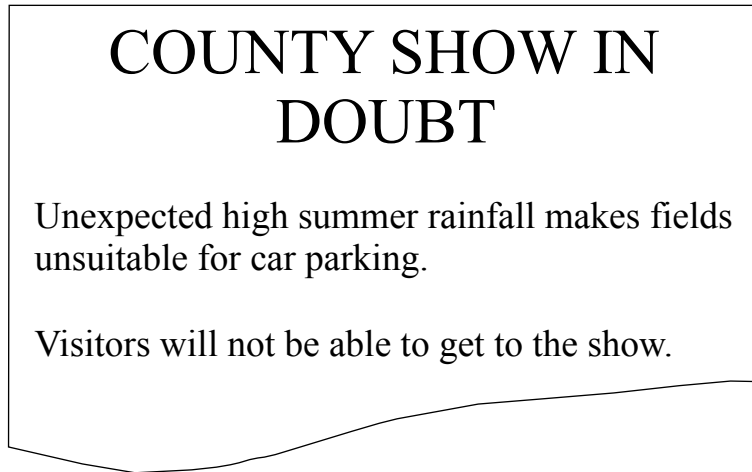 COUNTY SHOW IN
DOUBT
Unexpected high summer rainfall makes fields
unsuitable for car parking.
Visitors will not be able to get to the show.